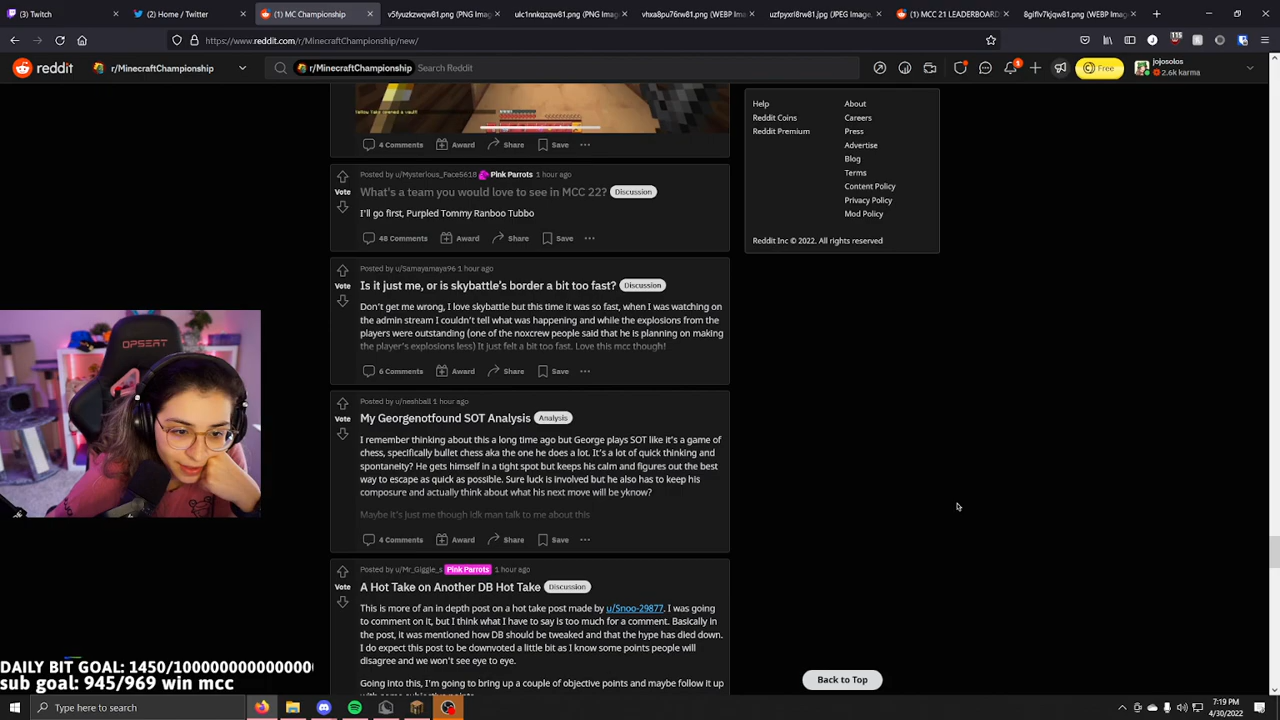 Twitch
Home / Twitter
(1) MC Championship
v5fyuzkzwqw81.png (PNG Imag
ulc1nnkqzqw81.png (PNG Imag
vhxa8pu76rw81.png (WEBP Imag
uzfpyxrl8rw81.jpg (JPEG Image,
(1) MCC 21 LEADERBOARD
8giflv7kjqw81.png (WEBP Imag
https://www.reddit.com/r/MinecraftChampionship/new/
115
reddit
r/MinecraftChampionship
r/MinecraftChampionship
Search Reddit
Free
jojosolos
2.6k karma
4 Comments Award Share Save
Posted by u/Mysterious_Face5618 Pink Parrots 1 hour ago
Vote
What's a team you would love to see in MCC 22? Discussion
I'll go first, Purpled Tommy Ranboo Tubbo
48 Comments Award Share Save
Posted by u/Samayamaya96 1 hour ago
Vote
Is it just me, or is skybattle's border a bit too fast? Discussion
Don't get me wrong, I love skybattle but this time it was so fast, when I was watching on
the admin stream I couldn't tell what was happening and while the explosions from the
players were outstanding (one of the noxcrew people said that he is planning on making
the player's explosions less) It just felt a bit too fast. Love this mcc though!
6 Comments Award Share Save
Posted by u/neshball 1 hour ago
Vote
My Georgenotfound SOT Analysis Analysis
I remember thinking about this a long time ago but George plays SOT like it's a game of
chess, specifically bullet chess aka the one he does a lot. It's a lot of quick thinking and
spontaneity? He gets himself in a tight spot but keeps his calm and figures out the best
way to escape as quick as possible. Sure luck is involved but he also has to keep his
composure and actually think about what his next move will be yknow?
Maybe it's just me though idk man talk to me about this
4 Comments Award Share Save
Posted by u/Mr_Giggle_s Pink Parrots 1 hour ago
Vote
A Hot Take on Another DB Hot Take Discussion
This is more of an in depth post on a hot take post made by u/Snoo-29877. I was going
to comment on it, but I think what I have to say is too much for a comment. Basically in
the post, it was mentioned how DB should be tweaked and that the hype has died down.
I do expect this post to be downvoted a little bit as I know some points people will
disagree and we won't see eye to eye.
Going into this, I'm going to bring up a couple of objective points and maybe follow it up
Help
Reddit Coins
Reddit Premium
About
Careers
Press
Advertise
Blog
Terms
Content Policy
Privacy Policy
Mod Policy
Reddit Inc © 2022. All rights reserved
Back to Top
OPSEAT
DAILY BIT GOAL: 1450/100000000000000
sub goal: 945/969 win mcc
Type here to search
7:19 PM
4/30/2022